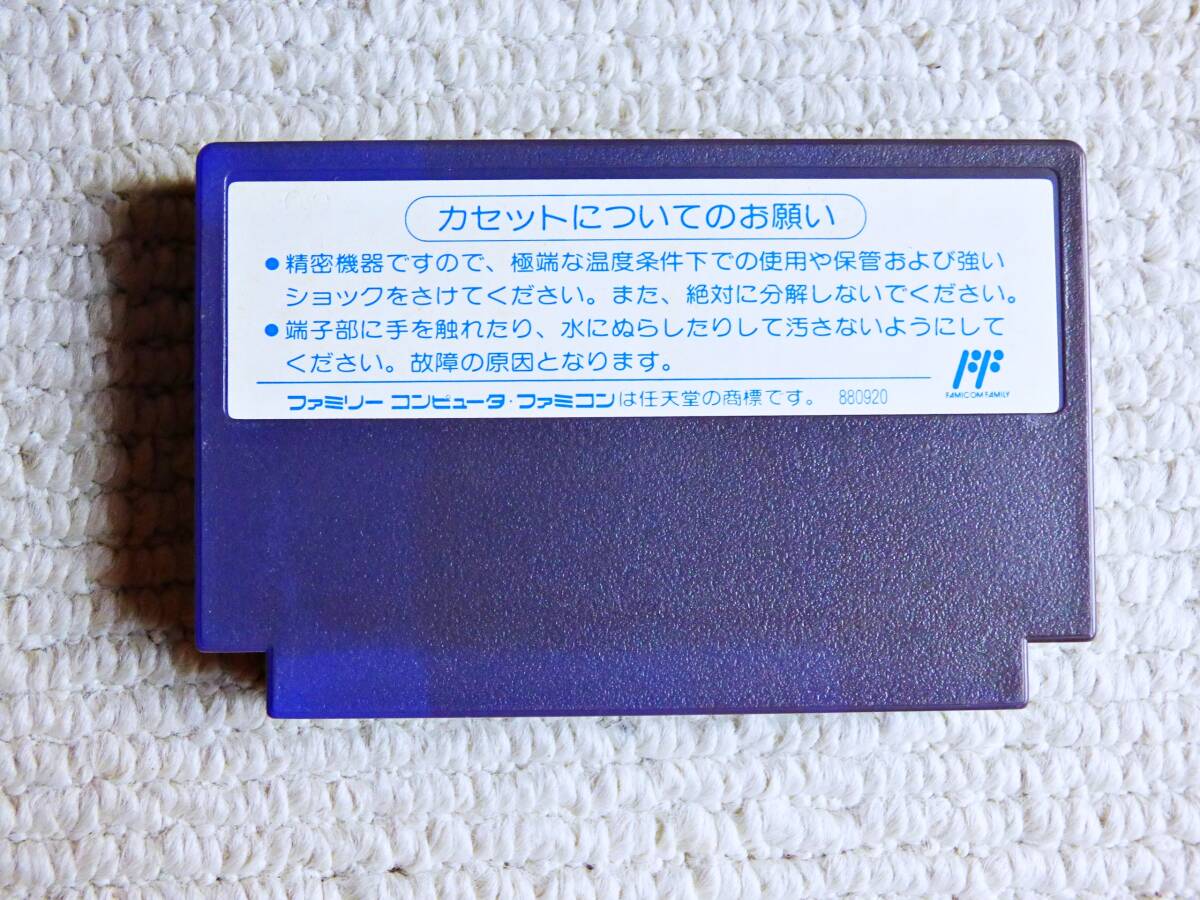 カセットについてのお願い
●精密機器ですので、極端な温度条件下での使用や保管および強い
ショックをさけてください。また、絶対に分解しないでください。
●端子部に手を触れたり、水にぬらしたりして汚さないようにして
ください。故障の原因となります。
ファミリー コンピュータ・ファミコンは任天堂の商標です。 880920
FAMICOM FAMILY